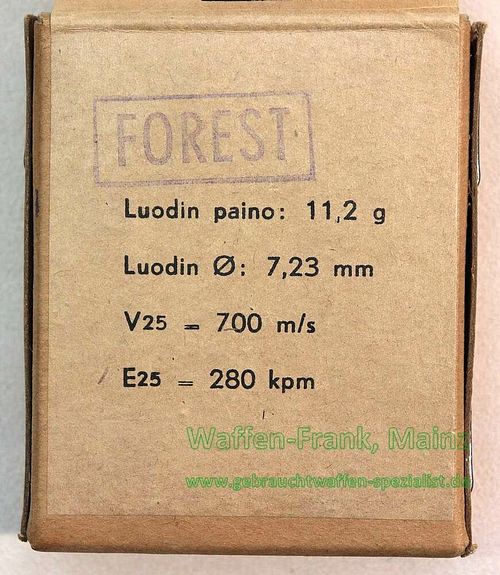 FOREST
Luodin paino: 11,2 g
Luodin Ø: 7,23 mm
V25 = 700 m/s
E25 = 280 kpm
Waffen-Frank, Mainz
www.gebrauchtwaffen-spezialist.de